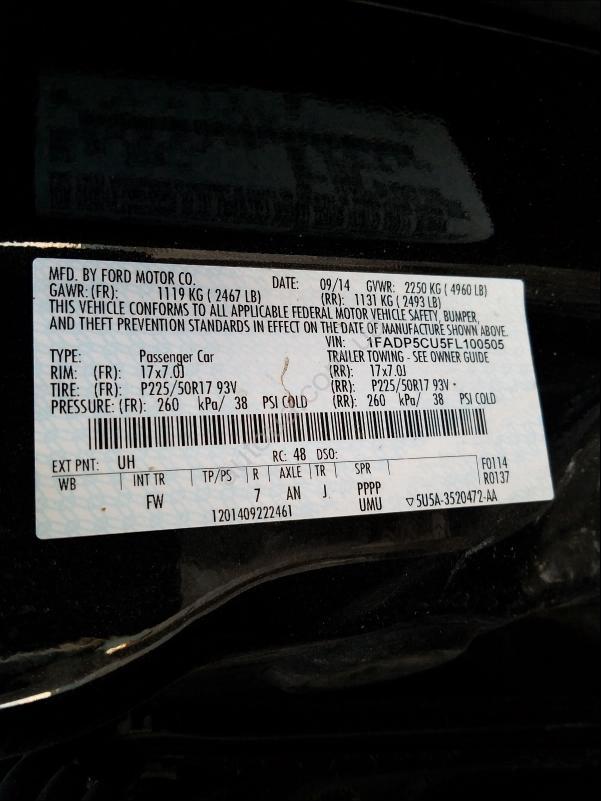 MFD. BY FORD MOTOR CO. DATE: 09/14 GVWR: 2250 KG ( 4960 LB)
GAWR: (FR): 1119 KG ( 2467 LB) (RR): 1131 KG ( 2493 LB)
THIS VEHICLE CONFORMS TO ALL APPLICABLE FEDERAL MOTOR VEHICLE SAFETY, BUMPER,
AND THEFT PREVENTION STANDARDS IN EFFECT ON THE DATE OF MANUFACTURE SHOWN ABOVE.
VIN: 1FADP5CU5FL100505
TYPE: Passenger Car TRAILER TOWING - SEE OWNER GUIDE
RIM: (FR): 17x7.0J (RR): 17x7.0J
TIRE: (FR): P225/50R17 93V (RR): P225/50R17 93V
PRESSURE: (FR): 260 kPa/ 38 PSI COLD (RR): 260 kPa/ 38 PSI COLD
EXT PNT: UH RC: 48 DSO:
WB INT TR TP/PS R AXLE TR SPR F0114
R0137
FW 7 AN J PPPP
UMU ▽5U5A-3520472-AA
1201409222461